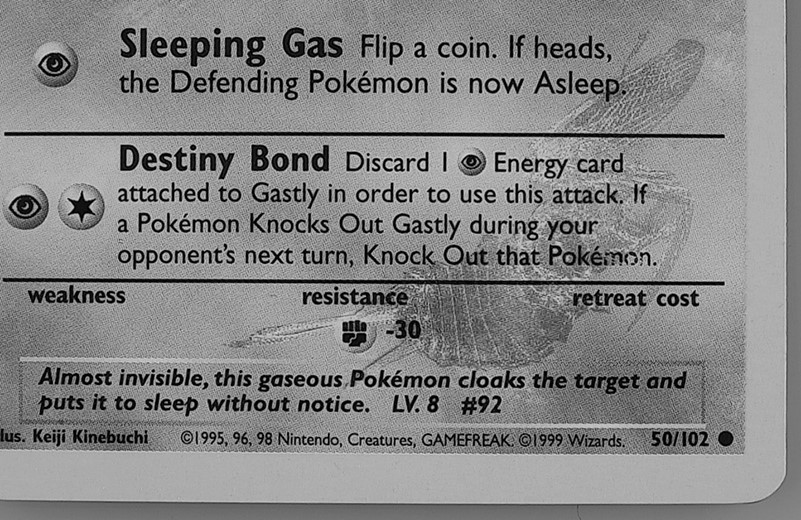 Sleeping Gas Flip a coin. If heads,
the Defending Pokémon is now Asleep.
Destiny Bond Discard 1 Energy card
attached to Gastly in order to use this attack. If
a Pokémon Knocks Out Gastly during your
opponent's next turn, Knock Out that Pokémon.
weakness resistance retreat cost
-30
Almost invisible, this gaseous Pokémon cloaks the target and
puts it to sleep without notice. LV. 8 #92
lus. Keiji Kinebuchi ©1995, 96, 98 Nintendo, Creatures, GAMEFREAK. ©1999 Wizards. 50/102